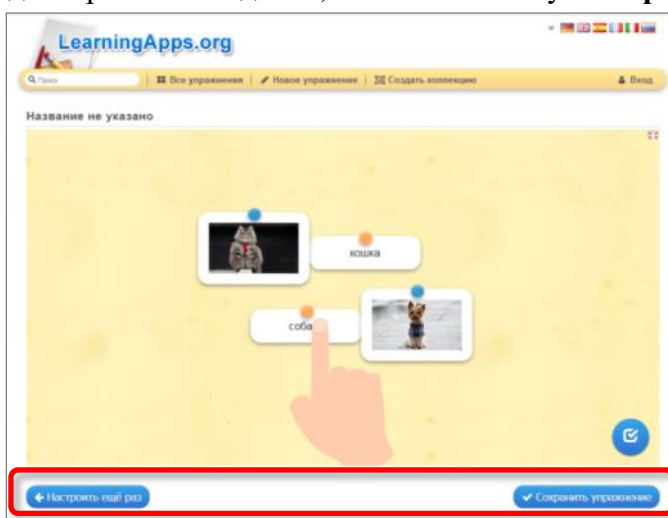 LearningApps.org
Поиск
Все упражнения
Новое упражнение
Создать коллекцию
Вход
Название не указано
кошка
соба
Настроить ещё раз
Сохранить упражнение